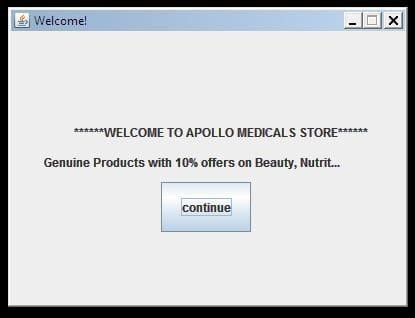 Welcome!
******WELCOME TO APOLLO MEDICALS STORE******
Genuine Products with 10% offers on Beauty, Nutrit...
continue